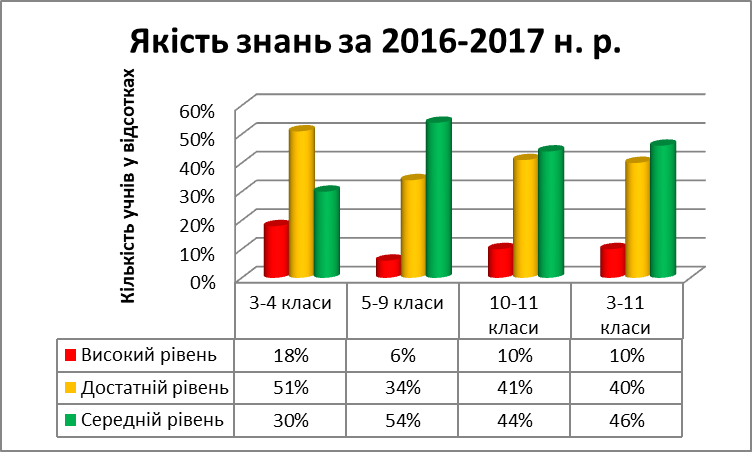 Якість знань за 2016-2017 н. р.
Кількість учнів у відсотках
60%
50%
40%
30%
20%
10%
0%
3-4 класи 5-9 класи 10-11 класи 3-11 класи
Високий рівень 18% 6% 10% 10%
Достатній рівень 51% 34% 41% 40%
Середній рівень 30% 54% 44% 46%